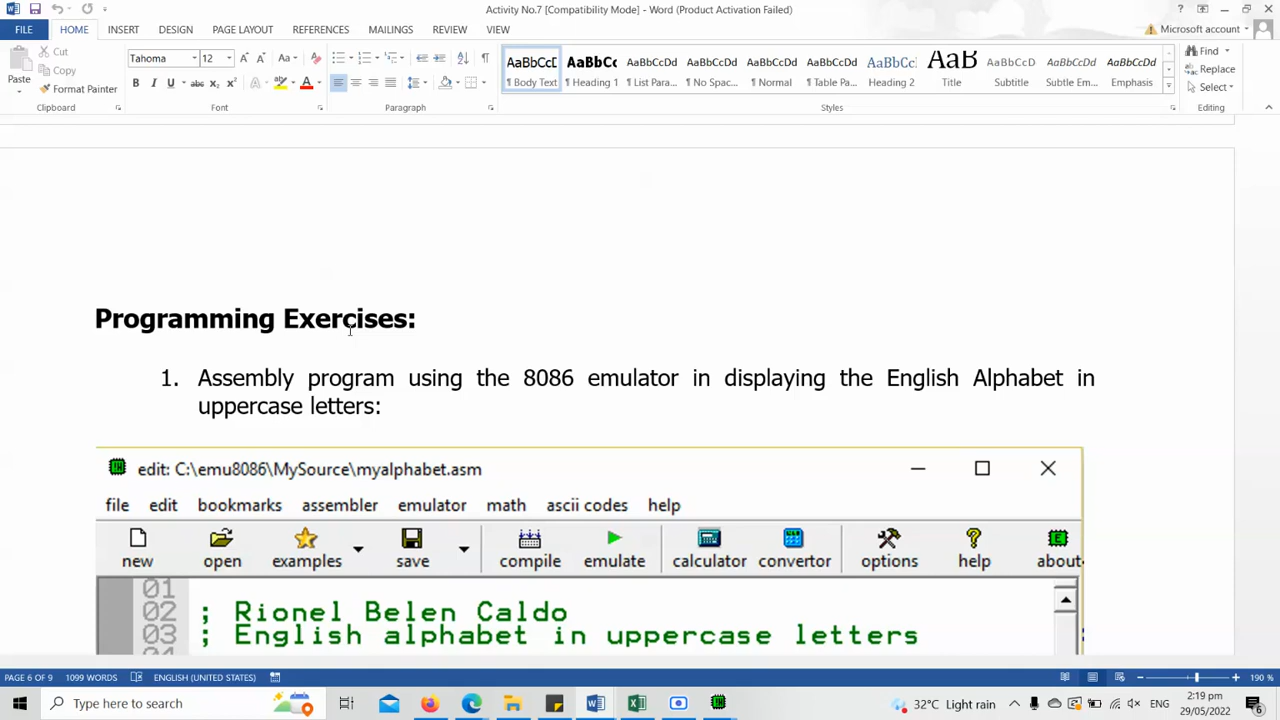 Activity No.7 [Compatibility Mode] - Word (Product Activation Failed)
FILE HOME INSERT DESIGN PAGE LAYOUT REFERENCES MAILINGS REVIEW VIEW Microsoft account
Paste
Cut
Copy
Format Painter
Clipboard
Tahoma 12
Font
Paragraph
AaBbCcD ¶ Body Text
AaBbCc ¶ Heading 1
AaBbCcDd ¶ List Para...
AaBbCcDd ¶ No Spac...
AaBbCcDd ¶ Normal
AaBbCcDd ¶ Table Pa...
AaBbCc Heading 2
AaB Title
AaBbCcD Subtitle
AaBbCcDd Subtle Em...
AaBbCcDd Emphasis
Styles
Find
Replace
Select
Editing
Programming Exercises:
1. Assembly program using the 8086 emulator in displaying the English Alphabet in
uppercase letters:
edit: C:\emu8086\MySource\myalphabet.asm
file edit bookmarks assembler emulator math ascii codes help
new open examples save compile emulate calculator convertor options help about
01
02 ; Rionel Belen Caldo
03 ; English alphabet in uppercase letters
PAGE 6 OF 9 1099 WORDS ENGLISH (UNITED STATES) 190 %
Type here to search 32°C Light rain ENG 2:19 pm
29/05/2022 6